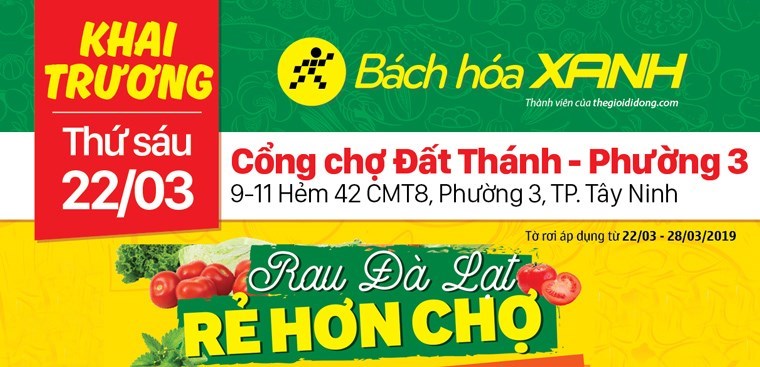 KHAI
TRƯƠNG
Thứ sáu
22/03
Bách hóa XANH
Thành viên của thegioididong.com
Cổng chợ Đất Thánh - Phường 3
9-11 Hẻm 42 CMT8, Phường 3, TP. Tây Ninh
Tờ rơi áp dụng từ 22/03 - 28/03/2019
Rau Đà Lạt
RẺ HƠN CHỢ